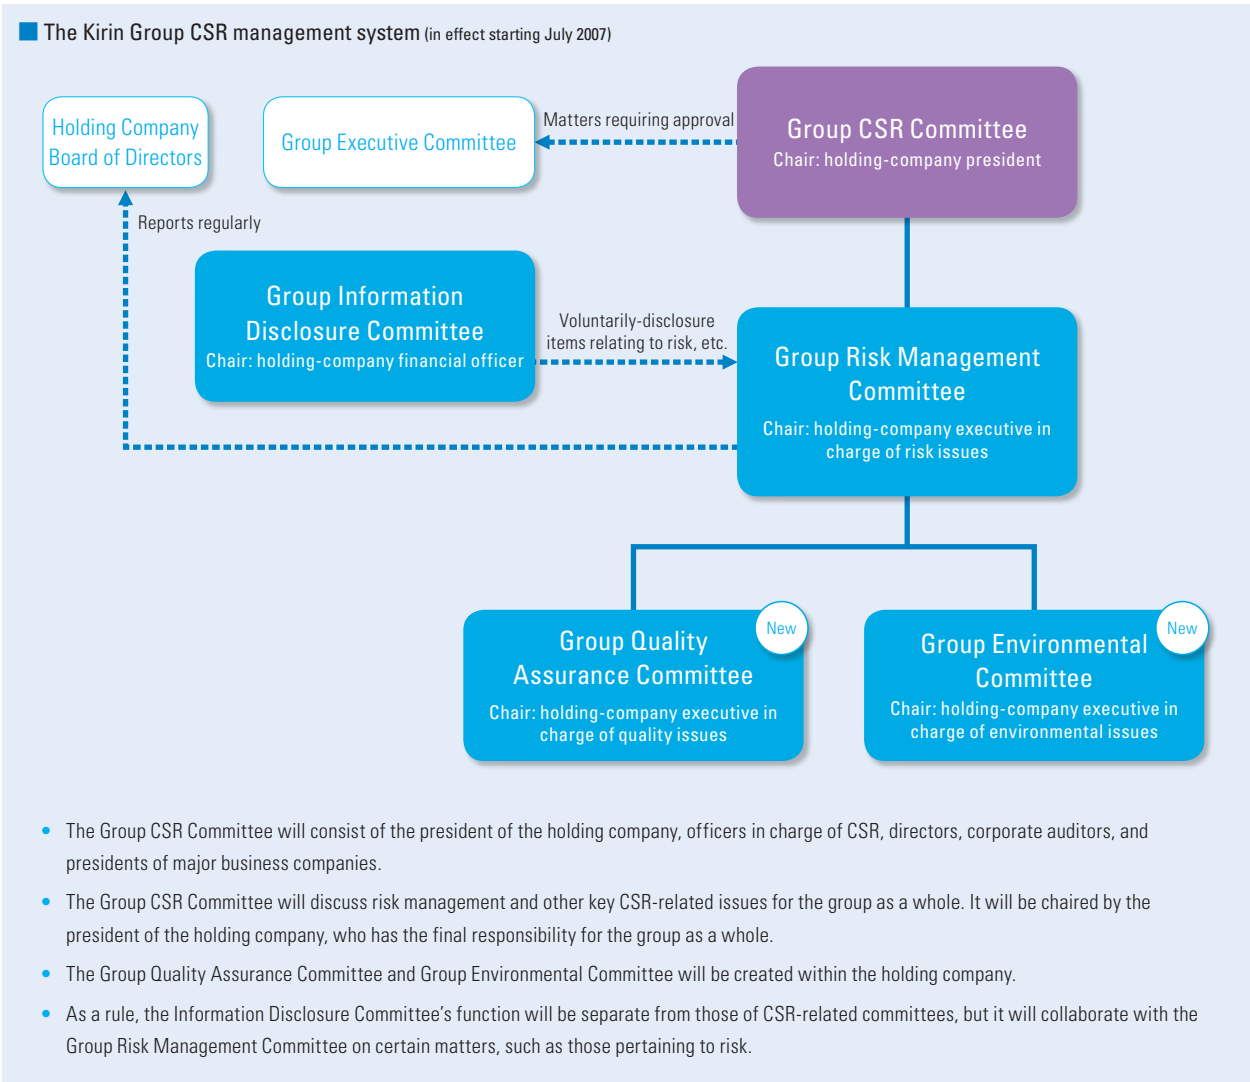 The Kirin Group CSR management system (in effect starting July 2007)
Holding Company
Board of Directors
Group Executive Committee
Matters requiring approval
Group CSR Committee
Chair: holding-company president
Reports regularly
Group Information
Disclosure Committee
Chair: holding-company financial officer
Voluntarily-disclosure
items relating to risk, etc.
Group Risk Management
Committee
Chair: holding-company executive in
charge of risk issues
Group Quality
Assurance Committee
Chair: holding-company executive in
charge of quality issues
New
Group Environmental
Committee
Chair: holding-company executive in
charge of environmental issues
New
• The Group CSR Committee will consist of the president of the holding company, officers in charge of CSR, directors, corporate auditors, and
presidents of major business companies.
• The Group CSR Committee will discuss risk management and other key CSR-related issues for the group as a whole. It will be chaired by the
president of the holding company, who has the final responsibility for the group as a whole.
• The Group Quality Assurance Committee and Group Environmental Committee will be created within the holding company.
• As a rule, the Information Disclosure Committee's function will be separate from those of CSR-related committees, but it will collaborate with the
Group Risk Management Committee on certain matters, such as those pertaining to risk.